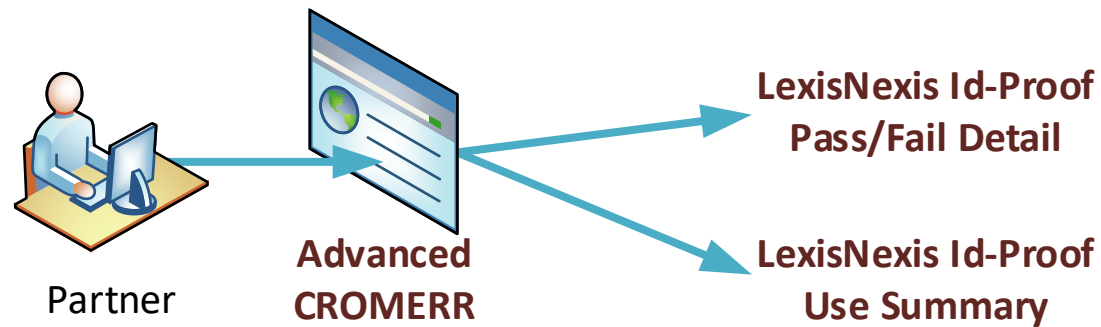 Partner
Advanced
CROMERR
LexisNexis Id-Proof
Pass/Fail Detail
LexisNexis Id-Proof
Use Summary